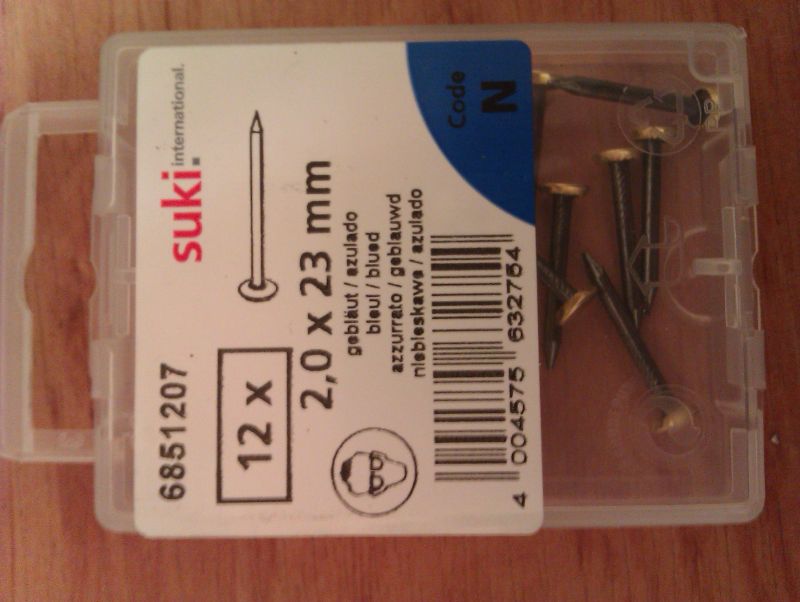 suki.
international.
Code
N
6851207
12 x
2,0 x 23 mm
gebläut / azulado
bleui / blued
azzurrato / geblauwd
niebieskawe / azulado
4 004575 632754